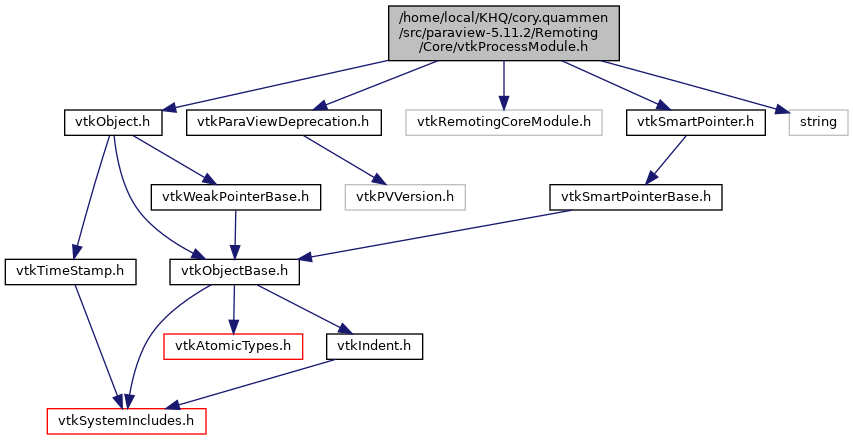 /home/local/KHQ/cory.quammen
/src/paraview-5.11.2/Remoting
/Core/vtkProcessModule.h
vtkObject.h
vtkParaViewDeprecation.h
vtkRemotingCoreModule.h
vtkSmartPointer.h
string
vtkWeakPointerBase.h
vtkPVVersion.h
vtkSmartPointerBase.h
vtkTimeStamp.h
vtkObjectBase.h
vtkAtomicTypes.h
vtkIndent.h
vtkSystemIncludes.h